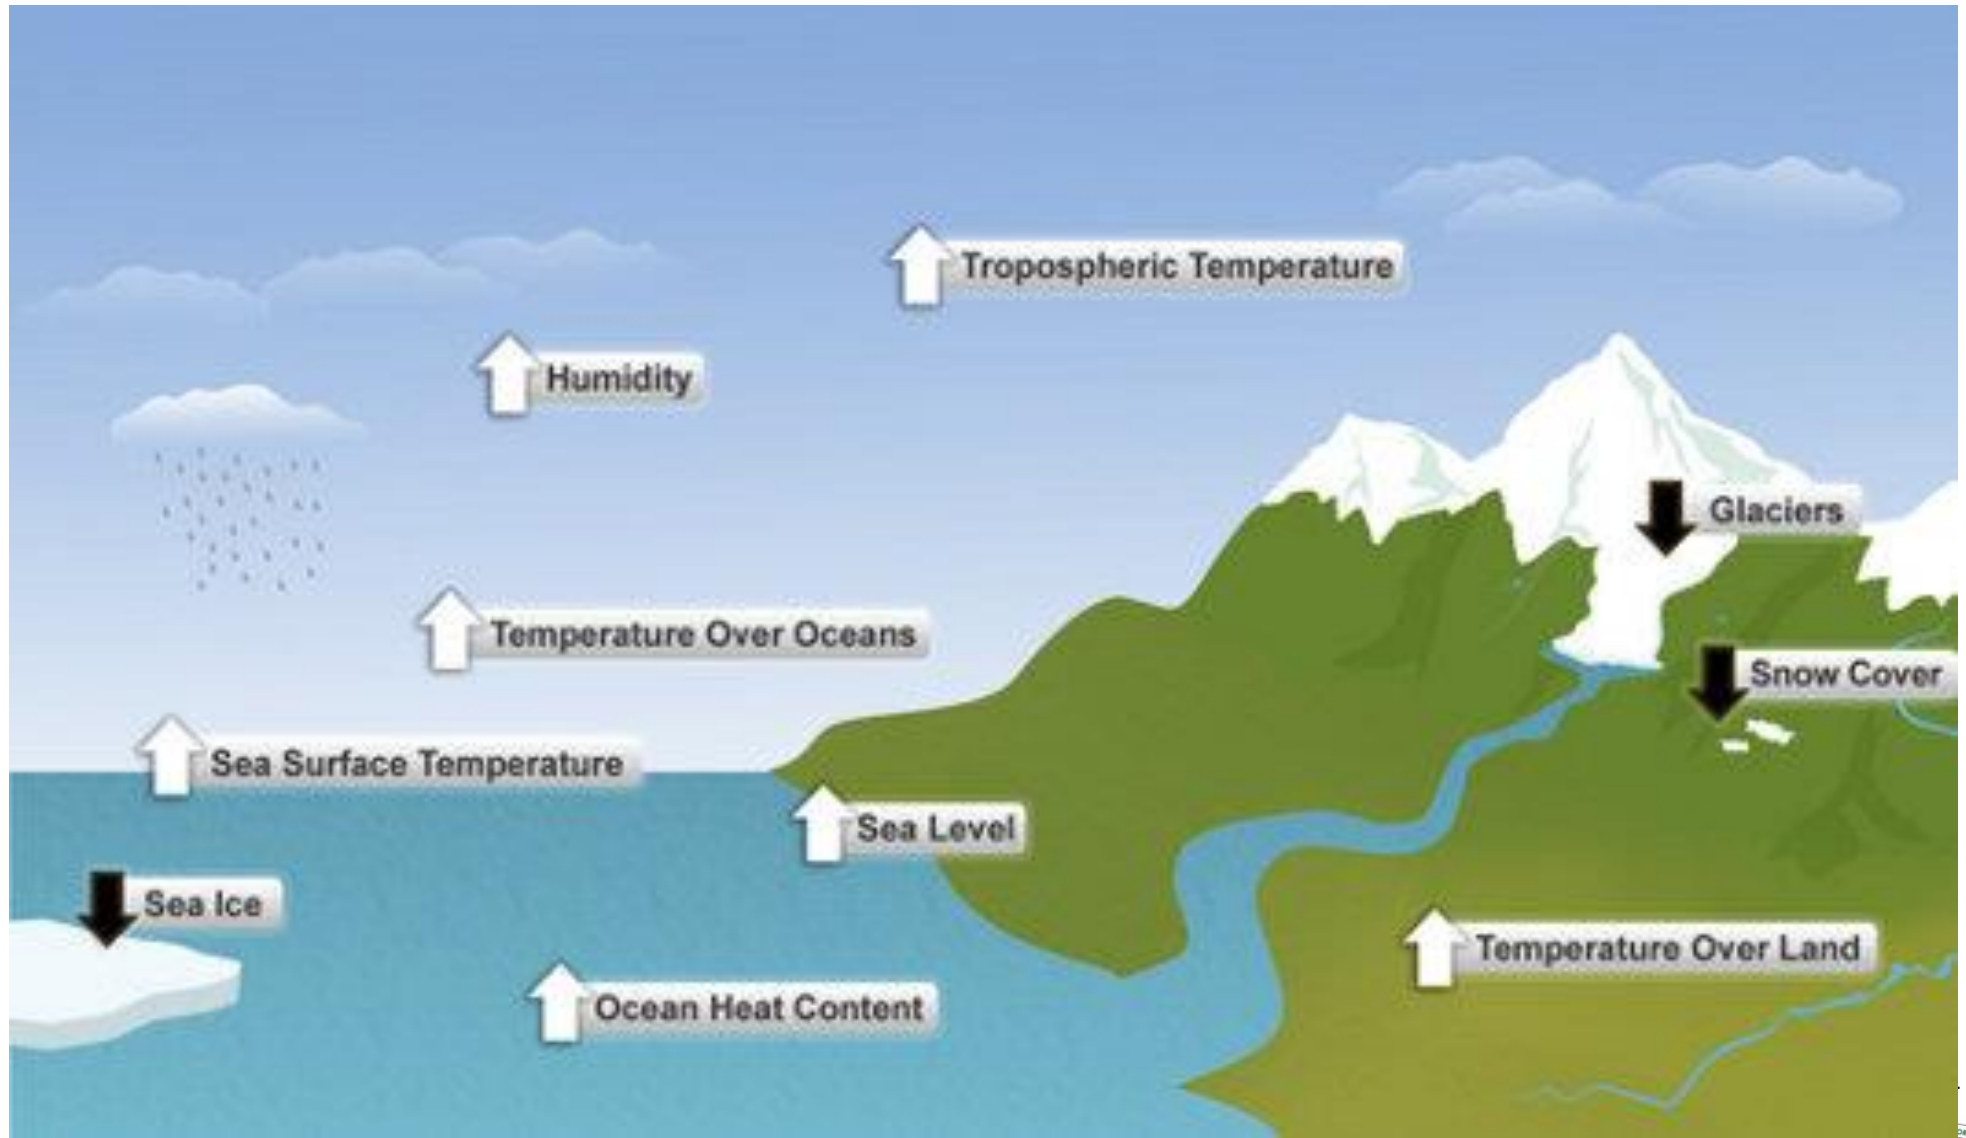 Tropospheric Temperature
Humidity
Glaciers
Temperature Over Oceans
Snow Cover
Sea Surface Temperature
Sea Level
Sea Ice
Temperature Over Land
Ocean Heat Content